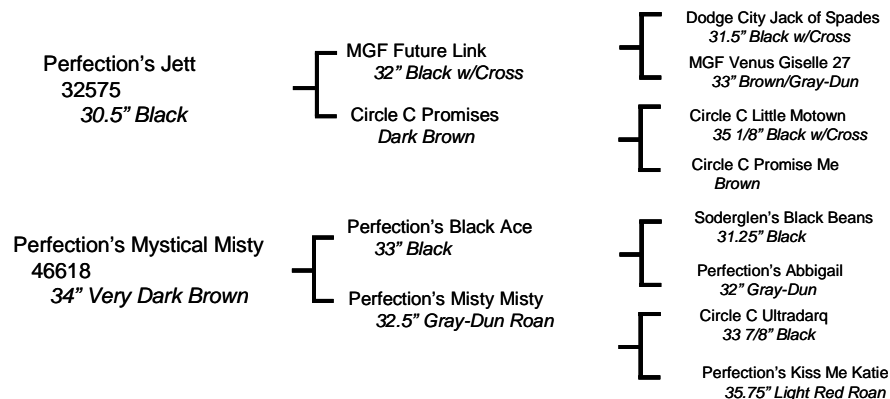 Perfection’s Jett
32575
30.5” Black
MGF Future Link
32” Black w/Cross
Circle C Promises
Dark Brown
Dodge City Jack of Spades
31.5” Black w/Cross
MGF Venus Giselle 27
33” Brown/Gray-Dun
Circle C Little Motown
35 1/8” Black w/Cross
Circle C Promise Me
Brown
Perfection’s Mystical Misty
46618
34” Very Dark Brown
Perfection’s Black Ace
33” Black
Perfection’s Misty Misty
32.5” Gray-Dun Roan
Soderglen’s Black Beans
31.25” Black
Perfection’s Abbigail
32” Gray-Dun
Circle C Ultradarq
33 7/8” Black
Perfection’s Kiss Me Katie
35.75” Light Red Roan